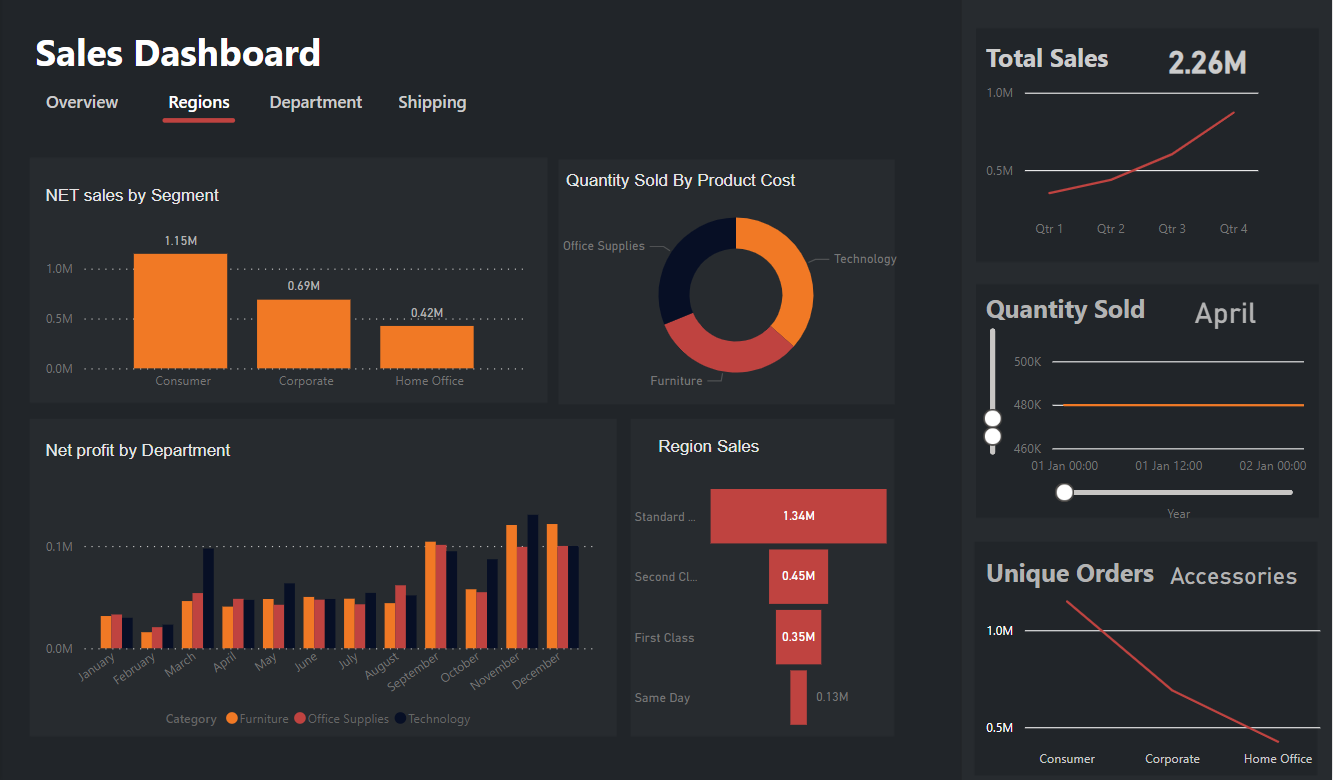 Sales Dashboard
Overview Regions Department Shipping
NET sales by Segment
1.15M
1.0M
0.69M
0.5M
0.42M
0.0M
Consumer Corporate Home Office
Quantity Sold By Product Cost
Office Supplies
Technology
Furniture
Net profit by Department
0.1M
0.0M
January February March April May June July August September October November December
Category Furniture Office Supplies Technology
Region Sales
Standard ... 1.34M
Second Cl... 0.45M
First Class 0.35M
Same Day 0.13M
Total Sales 2.26M
1.0M
0.5M
Qtr 1 Qtr 2 Qtr 3 Qtr 4
Quantity Sold April
500K
480K
460K
01 Jan 00:00 01 Jan 12:00 02 Jan 00:00
Year
Unique Orders Accessories
1.0M
0.5M
Consumer Corporate Home Office